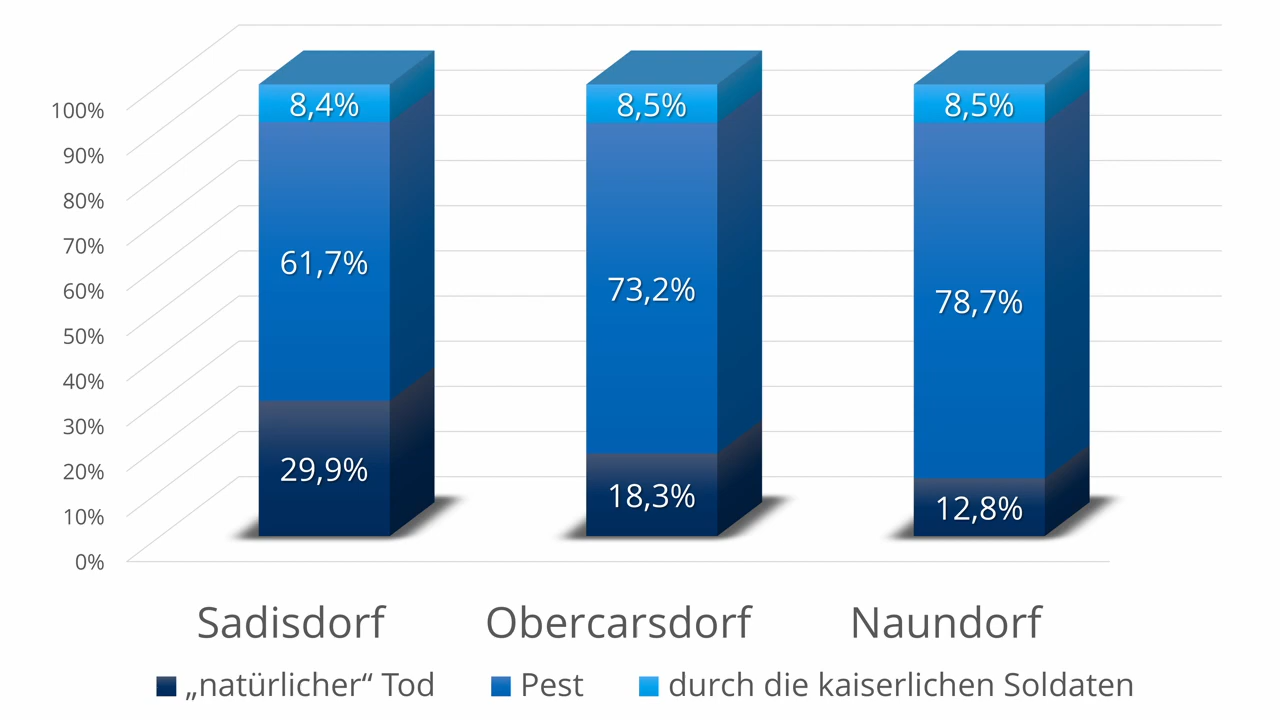 8,4% 8,5% 8,5%
100%
90%
80%
70%
61,7% 73,2% 78,7%
60%
50%
40%
30%
20%
29,9% 18,3% 12,8%
10%
0%
Sadisdorf Obercarsdorf Naundorf
„natürlicher“ Tod Pest durch die kaiserlichen Soldaten